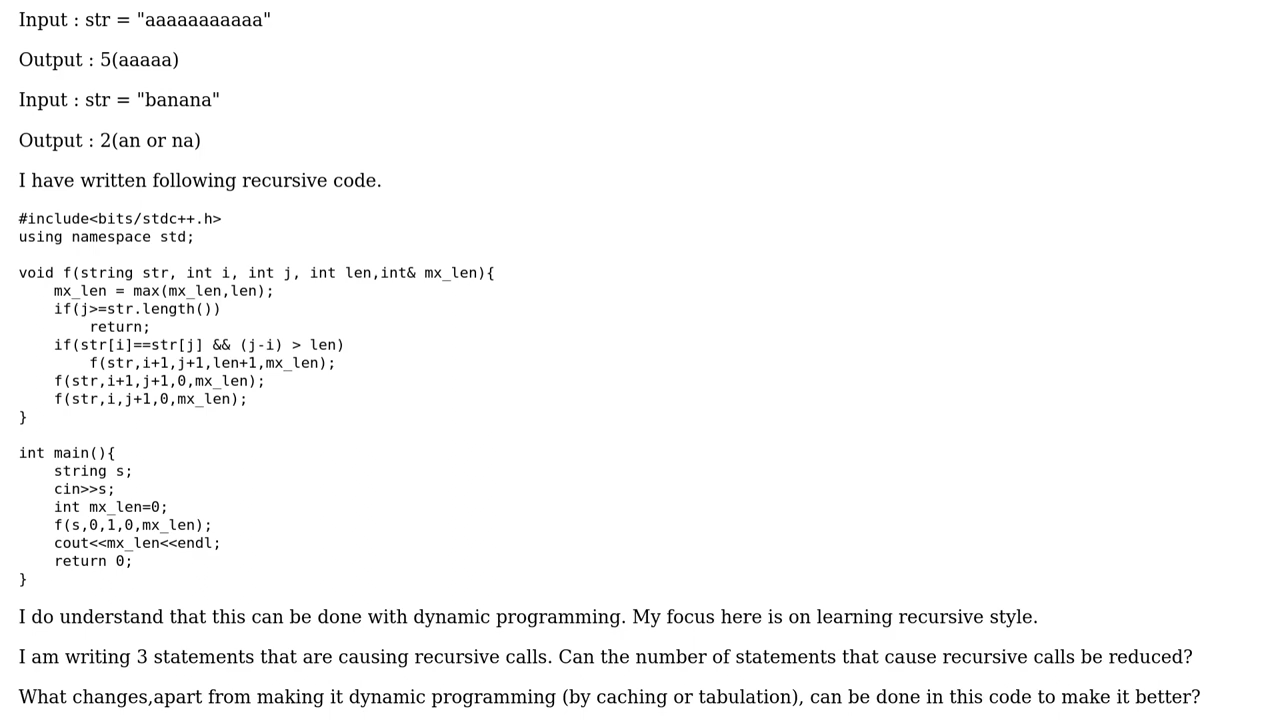 Input : str = "aaaaaaaaaaa"
Output : 5(aaaaa)
Input : str = "banana"
Output : 2(an or na)
I have written following recursive code.
#include<bits/stdc++.h>
using namespace std;
void f(string str, int i, int j, int len,int& mx_len){
    mx_len = max(mx_len,len);
    if(j>=str.length())
        return;
    if(str[i]==str[j] && (j-i) > len)
        f(str,i+1,j+1,len+1,mx_len);
    f(str,i+1,j+1,0,mx_len);
    f(str,i,j+1,0,mx_len);
}
int main(){
    string s;
    cin>>s;
    int mx_len=0;
    f(s,0,1,0,mx_len);
    cout<<mx_len<<endl;
    return 0;
}
I do understand that this can be done with dynamic programming. My focus here is on learning recursive style.
I am writing 3 statements that are causing recursive calls. Can the number of statements that cause recursive calls be reduced?
What changes,apart from making it dynamic programming (by caching or tabulation), can be done in this code to make it better?